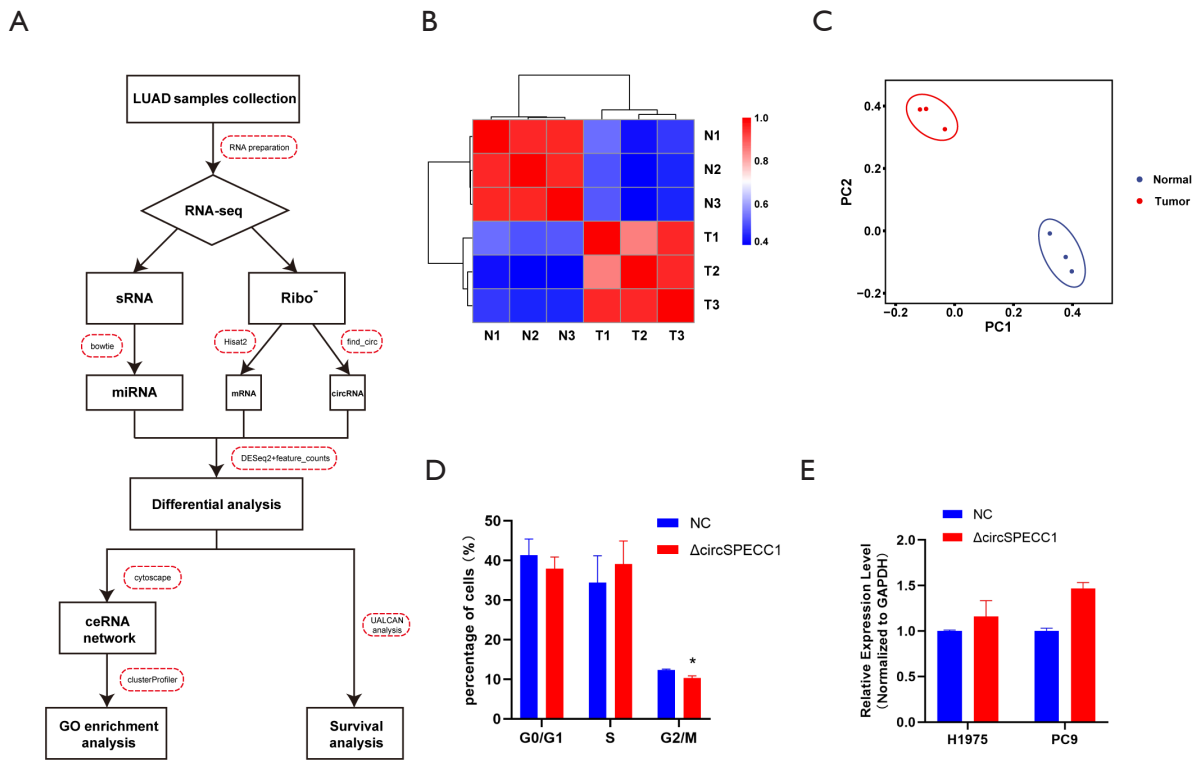 A
LUAD samples collection
RNA preparation
RNA-seq
sRNA
Ribo⁻
bowtie
Hisat2
find_circ
miRNA
mRNA
circRNA
DESeq2+feature_counts
Differential analysis
cytoscape
UALCAN
analysis
ceRNA
network
clusterProfiler
GO enrichment
analysis
Survival
analysis
B
1.0
0.8
0.6
0.4
N1
N2
N3
T1
T2
T3
N1 N2 N3 T1 T2 T3
C
PC2
0.4
0.2
0.0
−0.2
−0.2 0.0 0.2 0.4
PC1
Normal
Tumor
D
percentage of cells (%)
50
40
30
20
10
0
NC
ΔcircSPECC1
*
G0/G1 S G2/M
E
NC
ΔcircSPECC1
Relative Expression Level
(Normalized to GAPDH)
2.0
1.5
1.0
0.5
0.0
H1975 PC9